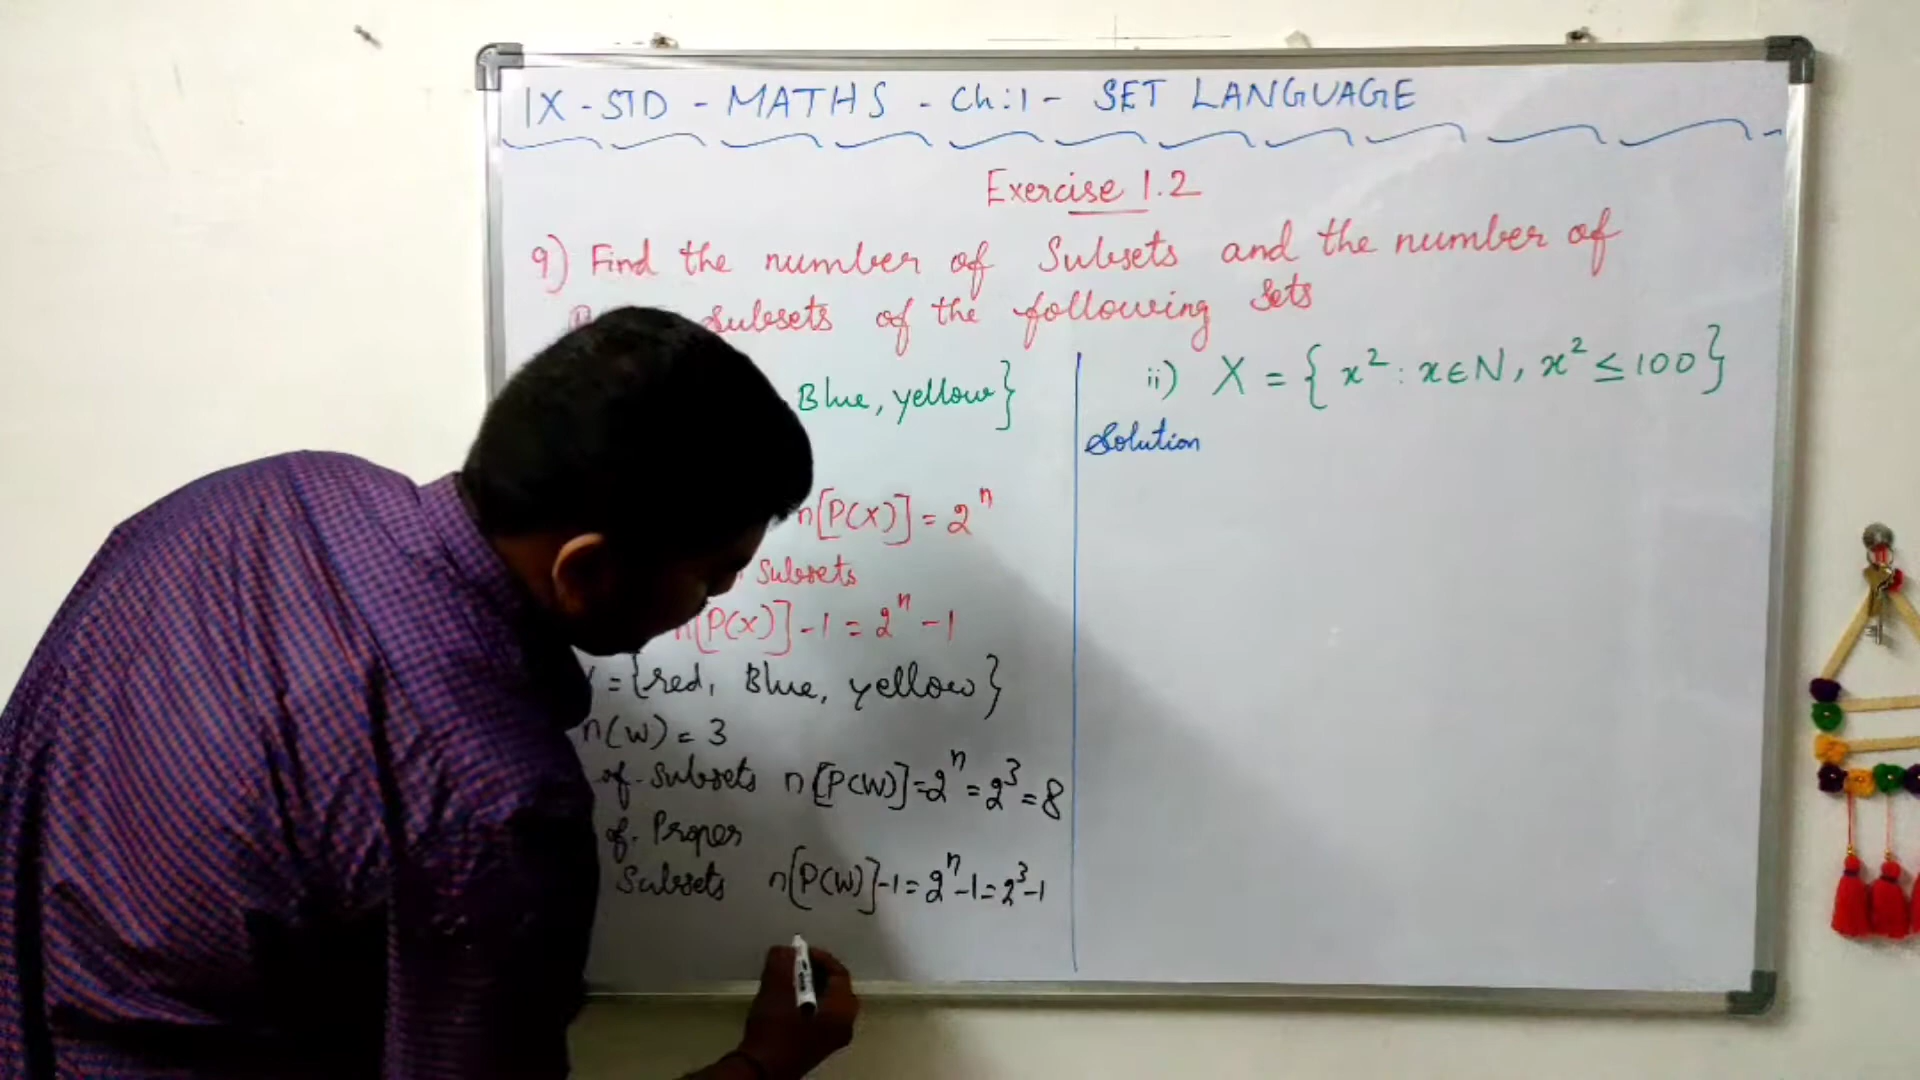 IX - STD - MATHS - Ch:1 - SET LANGUAGE
Exercise 1.2
9) Find the number of Subsets and the number of
Subsets of the following Sets
Blue, yellow}
n[P(X)] = 2ⁿ
Subsets
n[P(X)] - 1 = 2ⁿ - 1
= {red, Blue, yellow}
n(W) = 3
of Subsets n[P(W)] = 2ⁿ = 2³ = 8
of Proper
Subsets n[P(W)] - 1 = 2ⁿ - 1 = 2³ - 1
ii) X = { x² : x ∈ N, x² ≤ 100 }
Solution